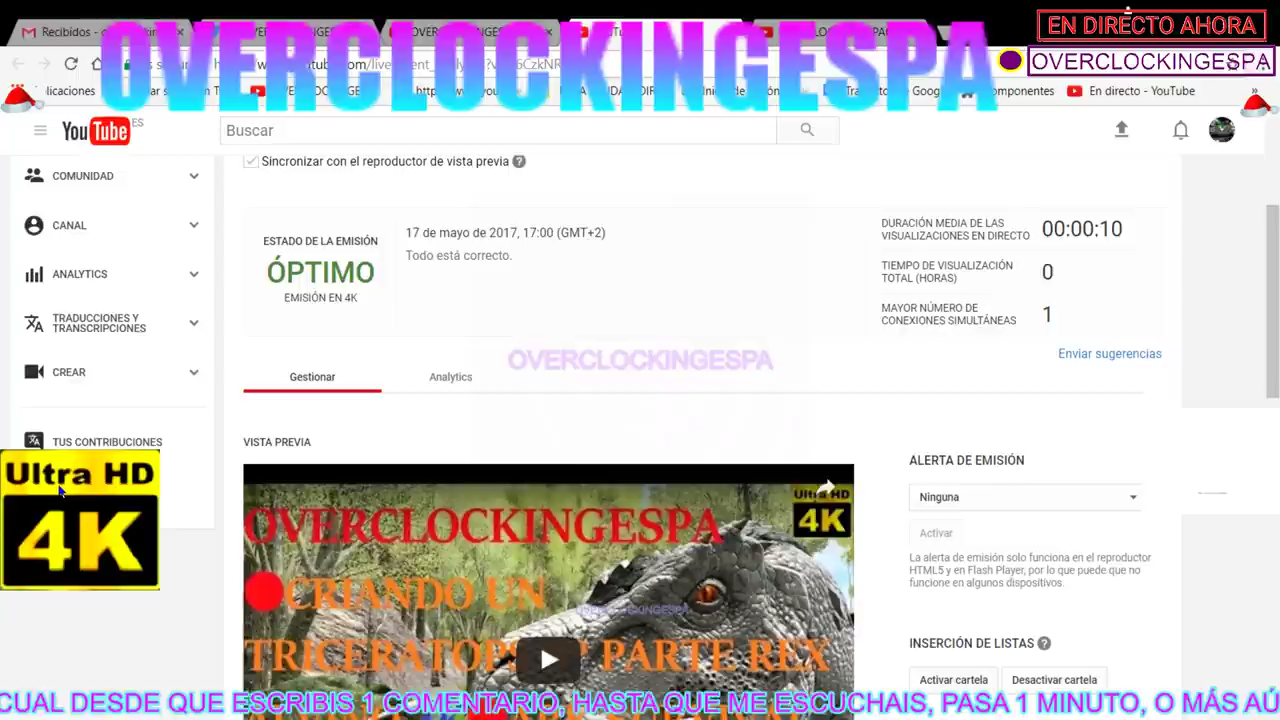 EN DIRÉCTO AHORA
OVERCLOCKINGESPA
OVERCLOCKINGESPA
Recibidos
En directo - YouTube
YouTube ES
Buscar
Sincronizar con el reproductor de vista previa
COMUNIDAD
CANAL
ANALYTICS
TRADUCCIONES Y
TRANSCRIPCIONES
CREAR
TUS CONTRIBUCIONES
ESTADO DE LA EMISIÓN
ÓPTIMO
EMISIÓN EN 4K
17 de mayo de 2017, 17:00 (GMT+2)
Todo está correcto.
DURACIÓN MEDIA DE LAS
VISUALIZACIONES EN DIRECTO
00:00:10
TIEMPO DE VISUALIZACIÓN
TOTAL (HORAS)
0
MAYOR NÚMERO DE
CONEXIONES SIMULTÁNEAS
1
Enviar sugerencias
OVERCLOCKINGESPA
Gestionar
Analytics
VISTA PREVIA
Ultra HD
4K
OVERCLOCKINGESPA
CRIANDO UN
OVERCLOCKINGESPA
PARTE REX
Ultra HD
4K
ALERTA DE EMISIÓN
Ninguna
Activar
La alerta de emisión solo funciona en el reproductor
HTML5 y en Flash Player, por lo que puede que no
funcione en algunos dispositivos.
INSERCIÓN DE LISTAS
Activar cartela
Desactivar cartela
CUAL DESDE QUE ESCRIBIS 1 COMENTARIO, HASTA QUE ME ESCUCHAIS, PASA 1 MINUTO, O MÁS AÚ